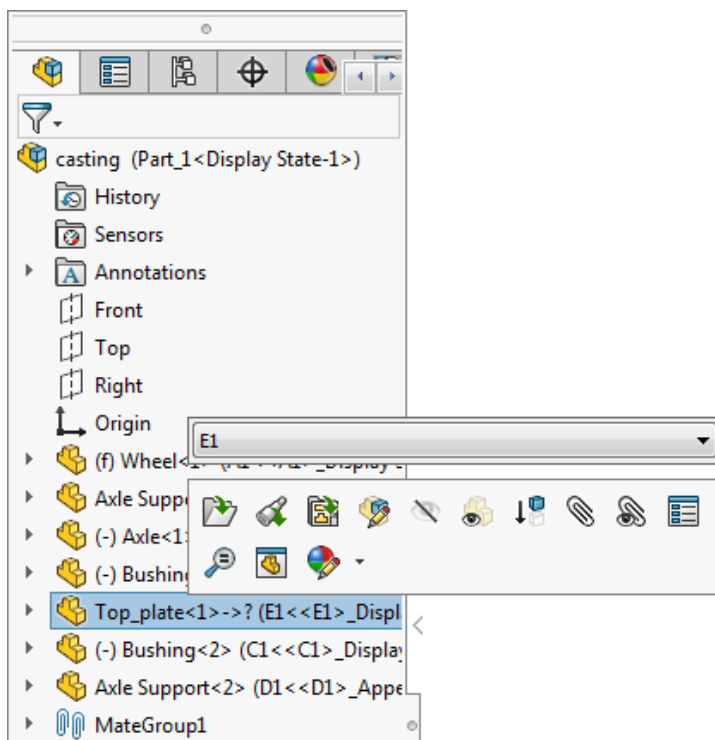 casting (Part_1<Display State-1>)
History
Sensors
A Annotations
Front
Top
Right
Origin
E1
(f) Wheel<1>
Axle
(-) Axle<1>
(-) Bushing
Top_plate<1>->? (E1<<E1>_Displ
(-) Bushing<2> (C1<<C1>_Display
Axle Support<2> (D1<<D1>_Appe
MateGroup1